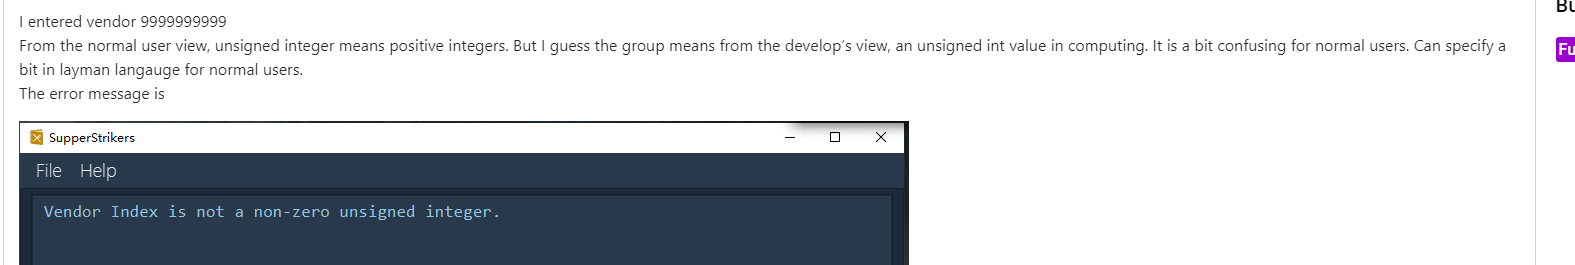 Bu
I entered vendor 9999999999
From the normal user view, unsigned integer means positive integers. But I guess the group means from the develop's view, an unsigned int value in computing. It is a bit confusing for normal users. Can specify a
Fu
bit in layman langauge for normal users.
The error message is
SupperStrikers
File Help
Vendor Index is not a non-zero unsigned integer.